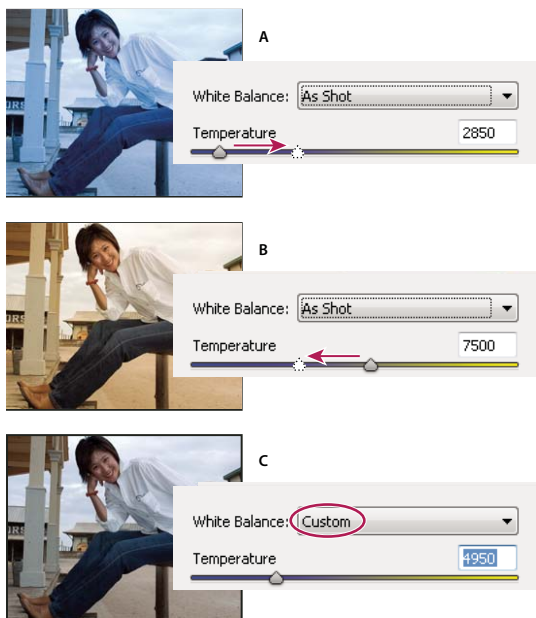 A
White Balance: As Shot
Temperature 2850
B
White Balance: As Shot
Temperature 7500
C
White Balance: Custom
Temperature 4950